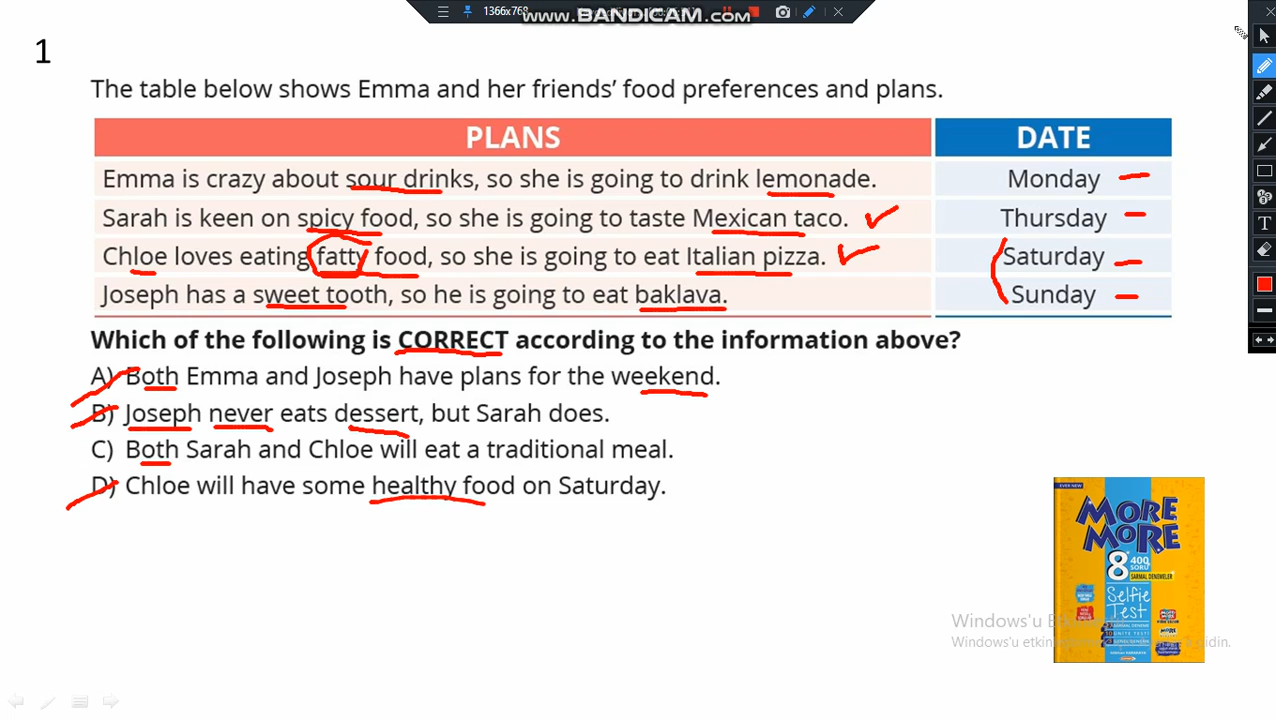 1366x768
www.BANDICAM.com
1
The table below shows Emma and her friends' food preferences and plans.
PLANS DATE
Emma is crazy about sour drinks, so she is going to drink lemonade. Monday
Sarah is keen on spicy food, so she is going to taste Mexican taco. Thursday
Chloe loves eating fatty food, so she is going to eat Italian pizza. Saturday
Joseph has a sweet tooth, so he is going to eat baklava. Sunday
Which of the following is CORRECT according to the information above?
A) Both Emma and Joseph have plans for the weekend.
B) Joseph never eats dessert, but Sarah does.
C) Both Sarah and Chloe will eat a traditional meal.
D) Chloe will have some healthy food on Saturday.
EVER NEW
MORE
MORE
8 400
SORU
SARMAL DENEMELER
Selfie
Test
Windows'u
Windows'u